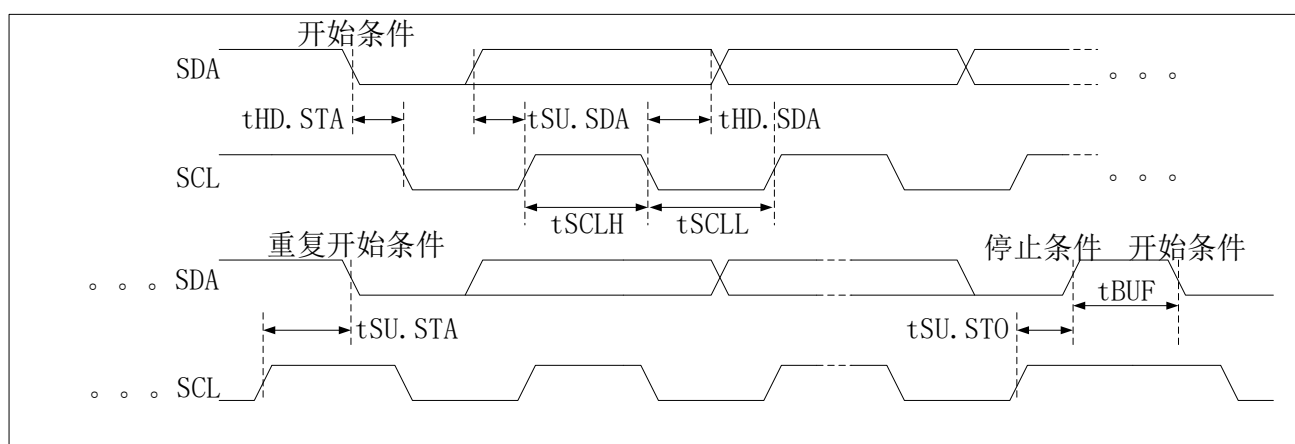 开始条件
SDA 。。。
tHD.STA tSU.SDA tHD.SDA
SCL 。。。
tSCLH tSCLL
重复开始条件 停止条件 开始条件
。。。SDA tBUF
tSU.STA tSU.STO
。。。SCL